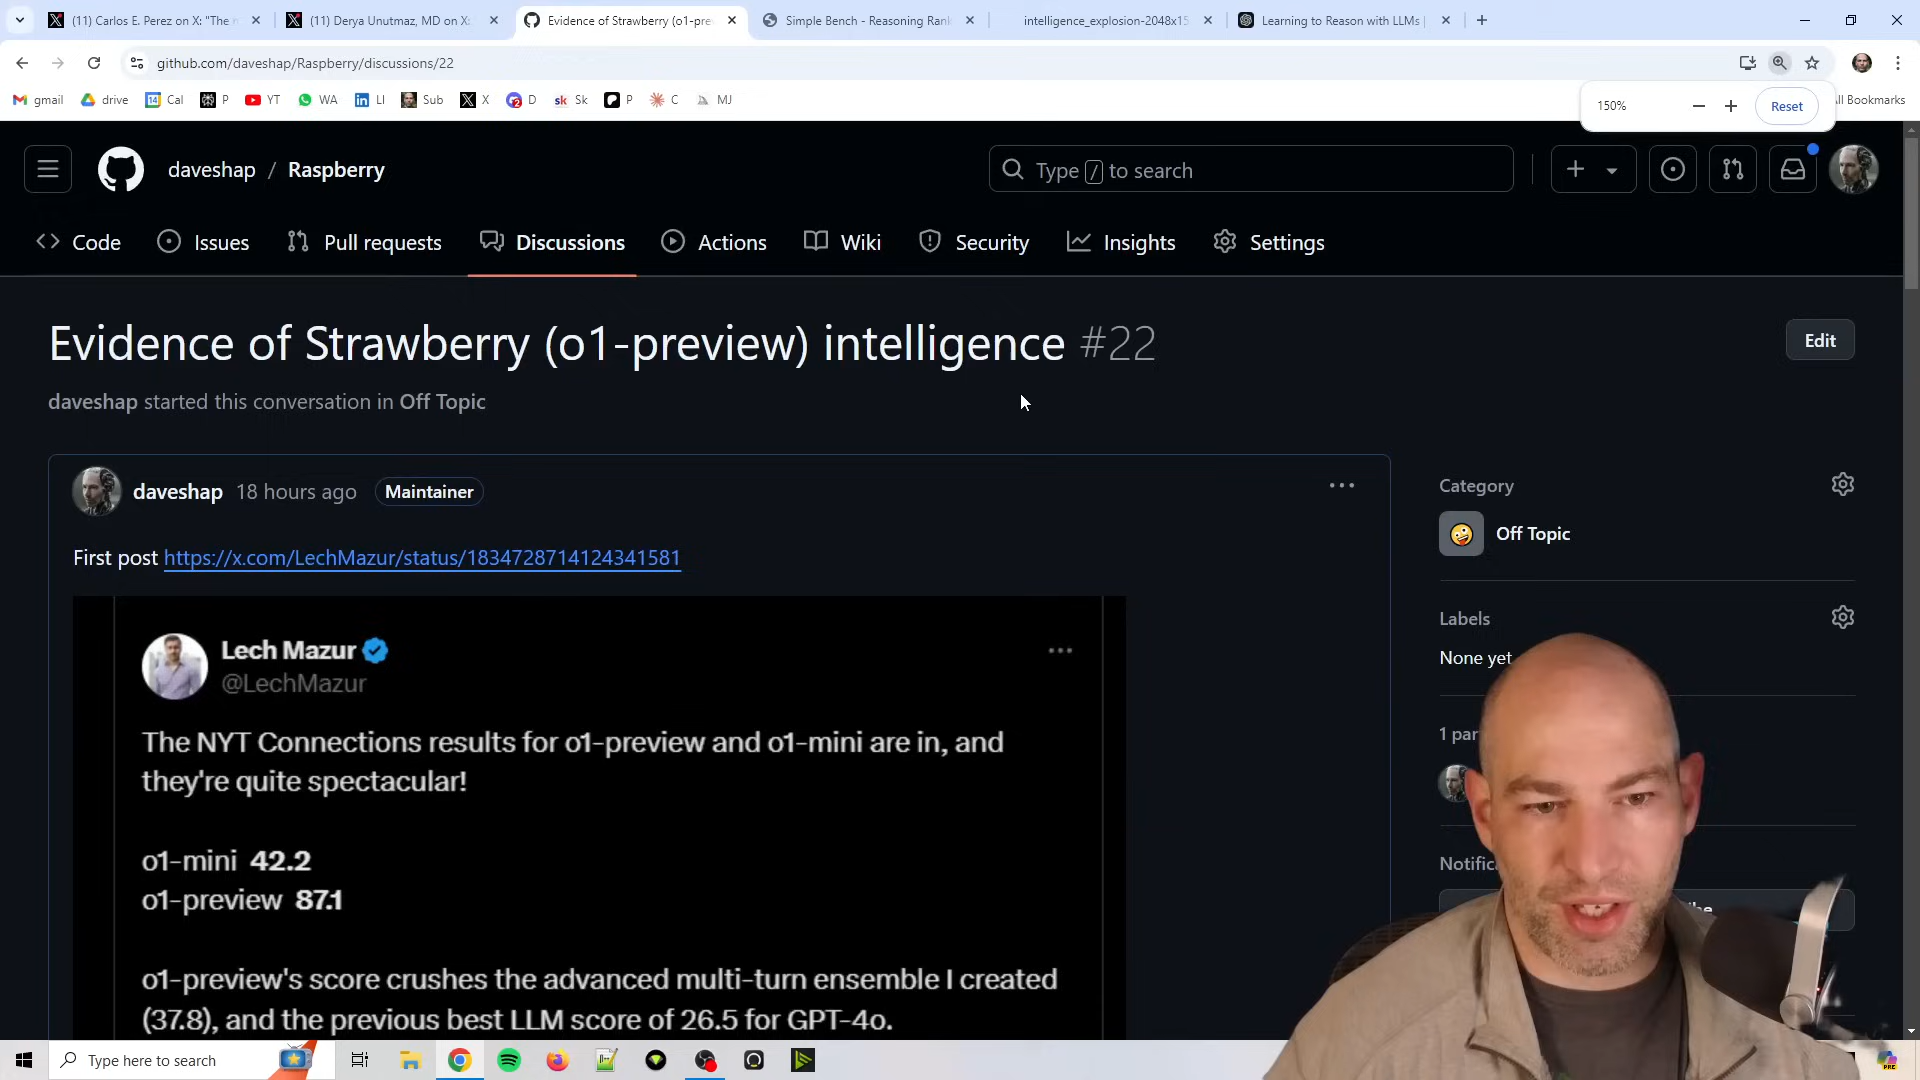 (11) Carlos E. Perez on X: "The n
(11) Derya Unutmaz, MD on X:
Evidence of Strawberry (o1-pre
Simple Bench - Reasoning Rank
intelligence_explosion-2048x15
Learning to Reason with LLMs |
github.com/daveshap/Raspberry/discussions/22
gmail
drive
Cal
P
YT
WA
LI
Sub
X
D
Sk
P
C
MJ
All Bookmarks
150%
Reset
daveshap / Raspberry
Type / to search
Code
Issues
Pull requests
Discussions
Actions
Wiki
Security
Insights
Settings
Evidence of Strawberry (o1-preview) intelligence #22
Edit
daveshap started this conversation in Off Topic
daveshap 18 hours ago Maintainer
First post https://x.com/LechMazur/status/1834728714124341581
Lech Mazur
@LechMazur
The NYT Connections results for o1-preview and o1-mini are in, and
they're quite spectacular!
o1-mini 42.2
o1-preview 87.1
o1-preview's score crushes the advanced multi-turn ensemble I created
(37.8), and the previous best LLM score of 26.5 for GPT-4o.
Category
Off Topic
Labels
None yet
1 par
Notific
Type here to search